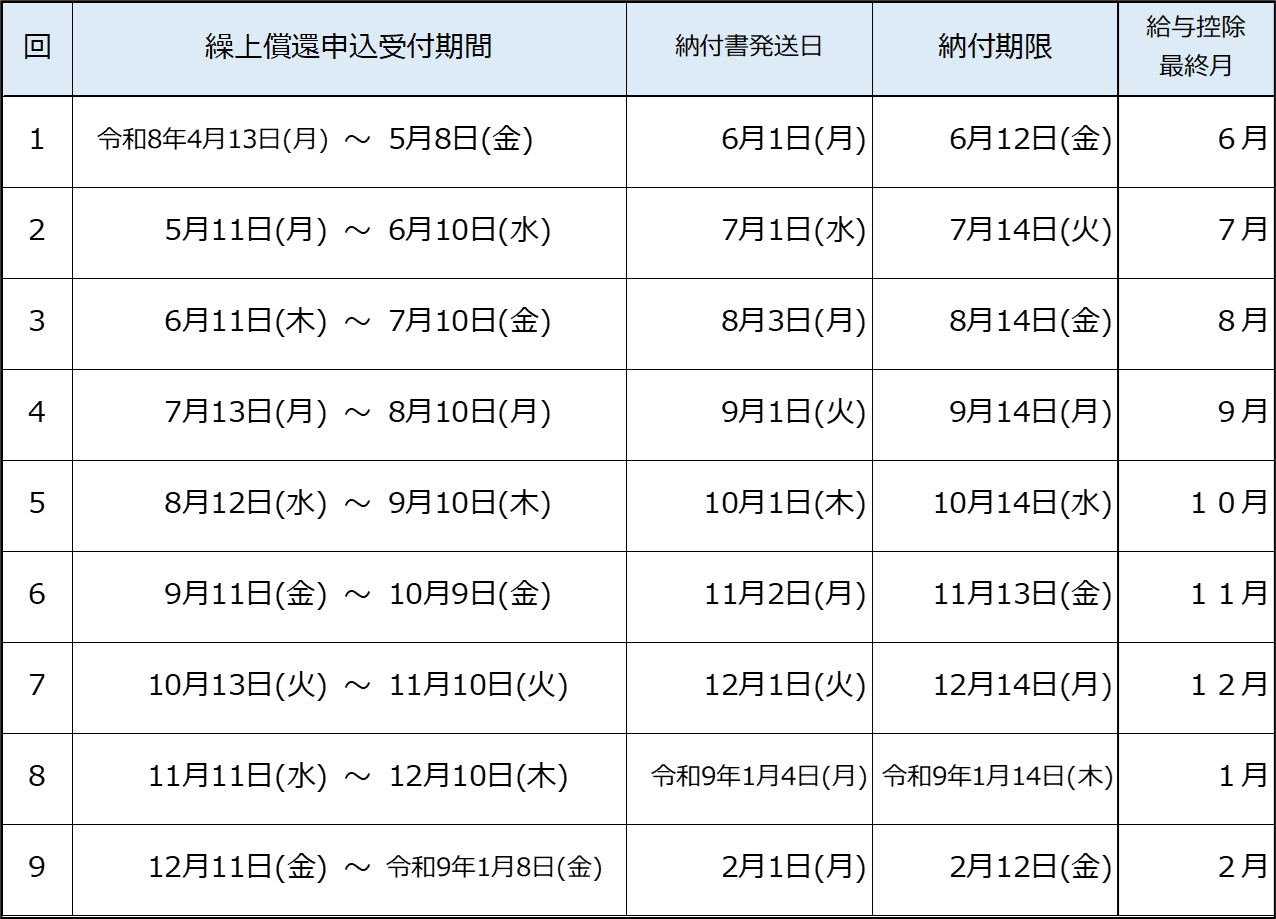 回 繰上償還申込受付期間 納付書発送日 納付期限 給与控除
最終月
1 令和8年4月13日(月) ～ 5月8日(金) 6月1日(月) 6月12日(金) ６月
2 5月11日(月) ～ 6月10日(水) 7月1日(水) 7月14日(火) ７月
3 6月11日(木) ～ 7月10日(金) 8月3日(月) 8月14日(金) ８月
4 7月13日(月) ～ 8月10日(月) 9月1日(火) 9月14日(月) ９月
5 8月12日(水) ～ 9月10日(木) 10月1日(木) 10月14日(水) １０月
6 9月11日(金) ～ 10月9日(金) 11月2日(月) 11月13日(金) １１月
7 10月13日(火) ～ 11月10日(火) 12月1日(火) 12月14日(月) １２月
8 11月11日(水) ～ 12月10日(木) 令和9年1月4日(月) 令和9年1月14日(木) １月
9 12月11日(金) ～ 令和9年1月8日(金) 2月1日(月) 2月12日(金) ２月